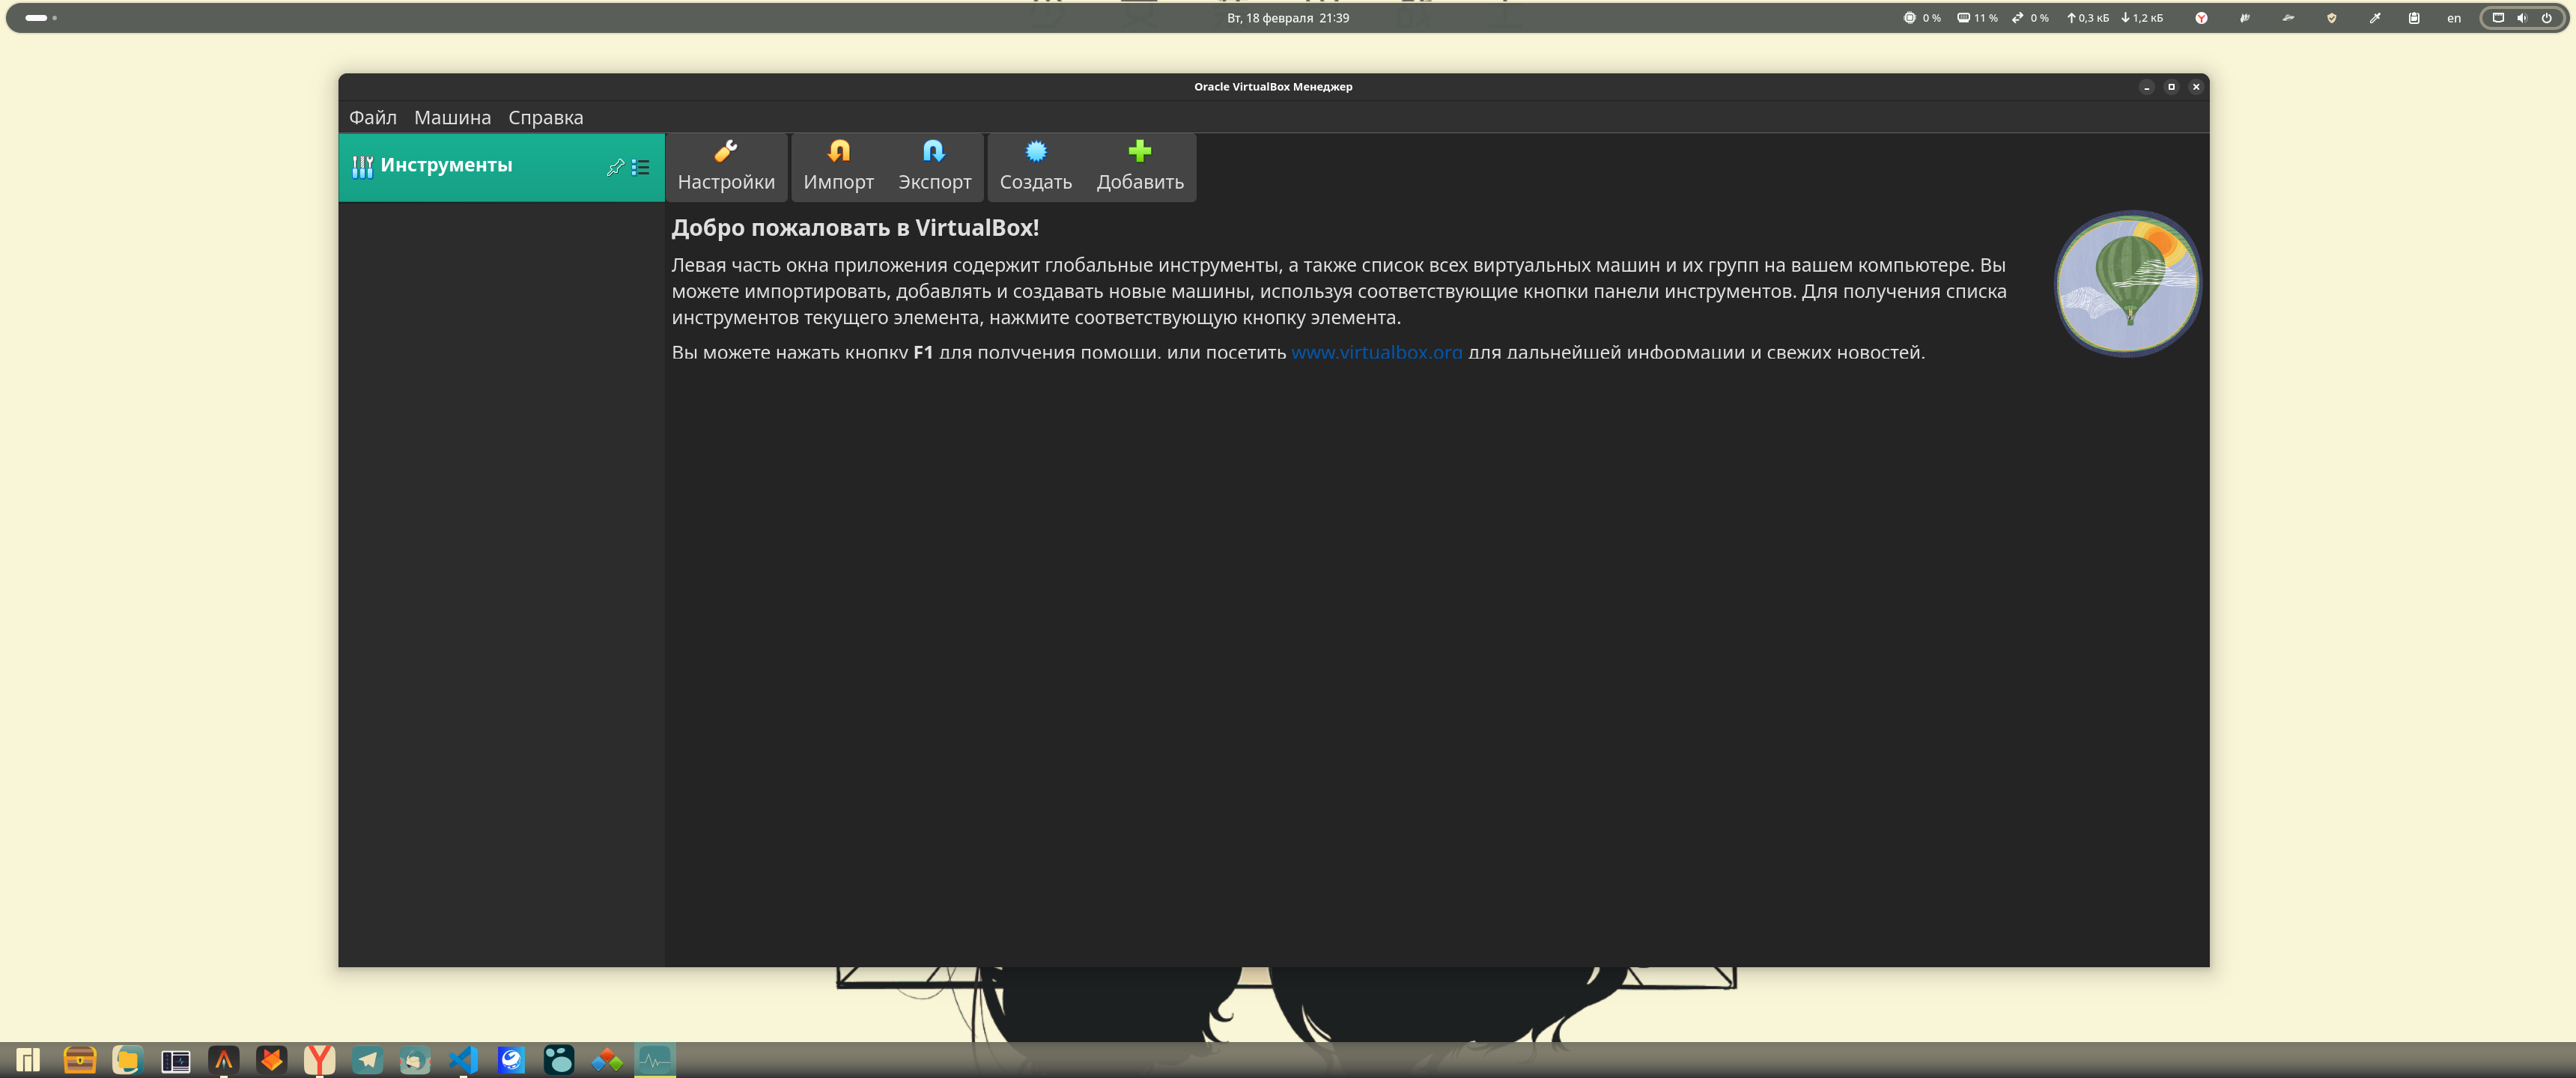 Вт, 18 февраля 21:39
0 % 11 % 0 % 0,3 кБ 1,2 кБ en
Oracle VirtualBox Менеджер
Файл Машина Справка
Инструменты
Настройки Импорт Экспорт Создать Добавить
Добро пожаловать в VirtualBox!
Левая часть окна приложения содержит глобальные инструменты, а также список всех виртуальных машин и их групп на вашем компьютере. Вы
можете импортировать, добавлять и создавать новые машины, используя соответствующие кнопки панели инструментов. Для получения списка
инструментов текущего элемента, нажмите соответствующую кнопку элемента.
Вы можете нажать кнопку F1 для получения помощи, или посетить www.virtualbox.org для дальнейшей информации и свежих новостей.